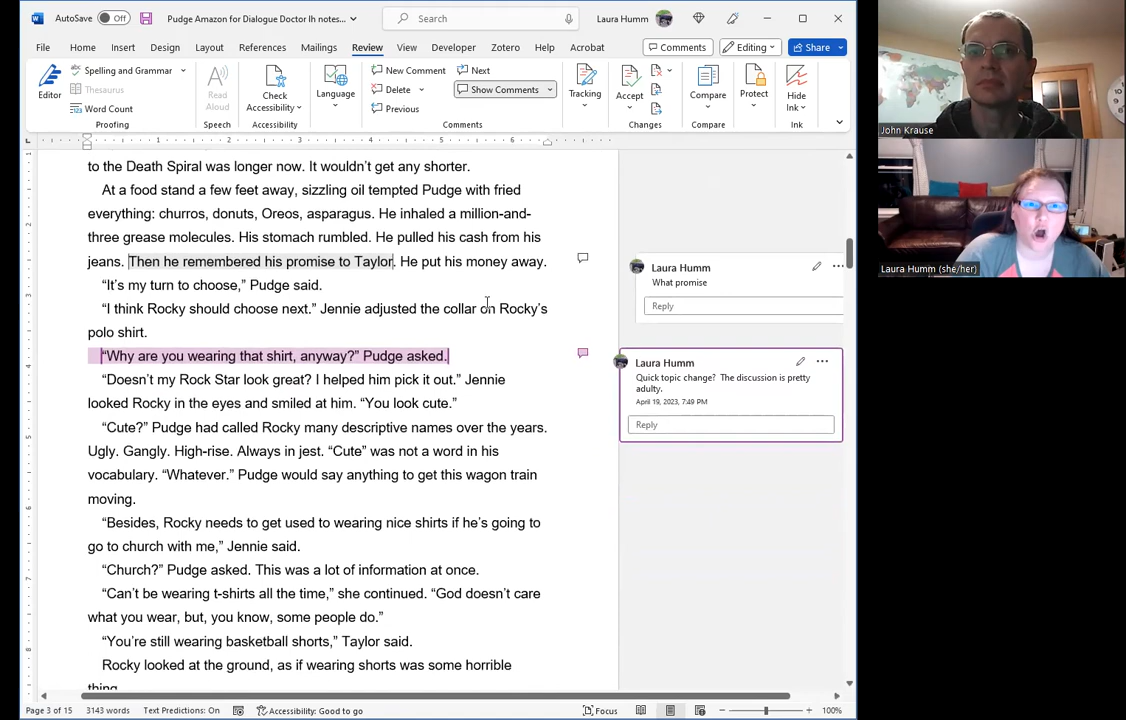 AutoSave Off Pudge Amazon for Dialogue Doctor lh notes... Search Laura Humm
File Home Insert Design Layout References Mailings Review View Developer Zotero Help Acrobat Comments Editing Share
Editor
Spelling and Grammar
Thesaurus
Word Count
Proofing
Read Aloud
Speech
Check Accessibility
Accessibility
Language
New Comment
Delete
Previous
Next
Show Comments
Comments
Tracking
Accept
Changes
Compare
Compare
Protect
Hide Ink
Ink
to the Death Spiral was longer now. It wouldn’t get any shorter.
At a food stand a few feet away, sizzling oil tempted Pudge with fried
everything: churros, donuts, Oreos, asparagus. He inhaled a million-and-
three grease molecules. His stomach rumbled. He pulled his cash from his
jeans. Then he remembered his promise to Taylor. He put his money away.
“It’s my turn to choose,” Pudge said.
“I think Rocky should choose next.” Jennie adjusted the collar on Rocky’s
polo shirt.
“Why are you wearing that shirt, anyway?” Pudge asked.
“Doesn’t my Rock Star look great? I helped him pick it out.” Jennie
looked Rocky in the eyes and smiled at him. “You look cute.”
“Cute?” Pudge had called Rocky many descriptive names over the years.
Ugly. Gangly. High-rise. Always in jest. “Cute” was not a word in his
vocabulary. “Whatever.” Pudge would say anything to get this wagon train
moving.
“Besides, Rocky needs to get used to wearing nice shirts if he’s going to
go to church with me,” Jennie said.
“Church?” Pudge asked. This was a lot of information at once.
“Can’t be wearing t-shirts all the time,” she continued. “God doesn’t care
what you wear, but, you know, some people do.”
“You’re still wearing basketball shorts,” Taylor said.
Rocky looked at the ground, as if wearing shorts was some horrible
thing.
Laura Humm
What promise
Reply
Laura Humm
Quick topic change? The discussion is pretty
adulty.
April 19, 2023, 7:49 PM
Reply
Page 3 of 15 3143 words Text Predictions: On Accessibility: Good to go Focus 100%
John Krause
Laura Humm (she/her)